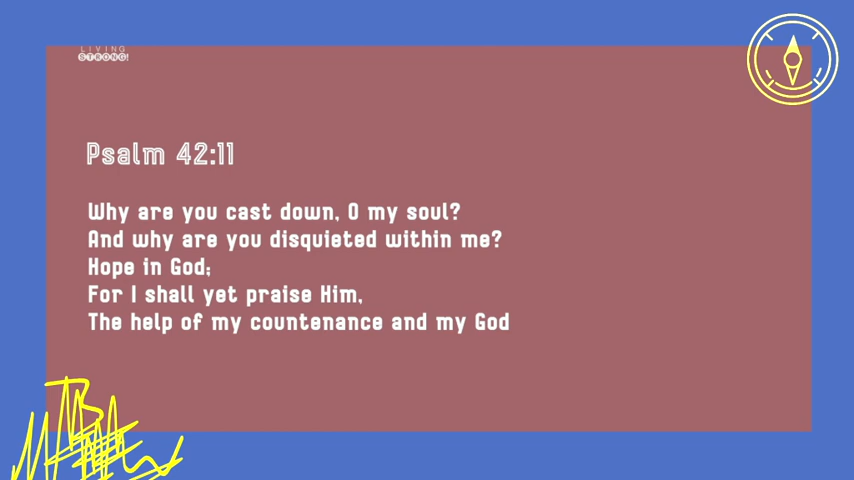 LIVING
STRONG!
Psalm 42:11
Why are you cast down, O my soul?
And why are you disquieted within me?
Hope in God;
For I shall yet praise Him,
The help of my countenance and my God